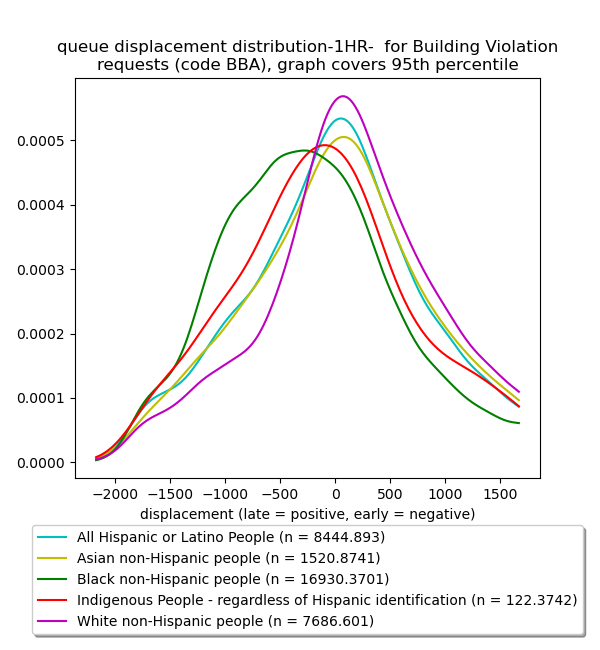 queue displacement distribution-1HR-  for Building Violation
requests (code BBA), graph covers 95th percentile
0.0005
0.0004
0.0003
0.0002
0.0001
0.0000
−2000 −1500 −1000 −500 0 500 1000 1500
displacement (late = positive, early = negative)
All Hispanic or Latino People (n = 8444.893)
Asian non-Hispanic people (n = 1520.8741)
Black non-Hispanic people (n = 16930.3701)
Indigenous People - regardless of Hispanic identification (n = 122.3742)
White non-Hispanic people (n = 7686.601)